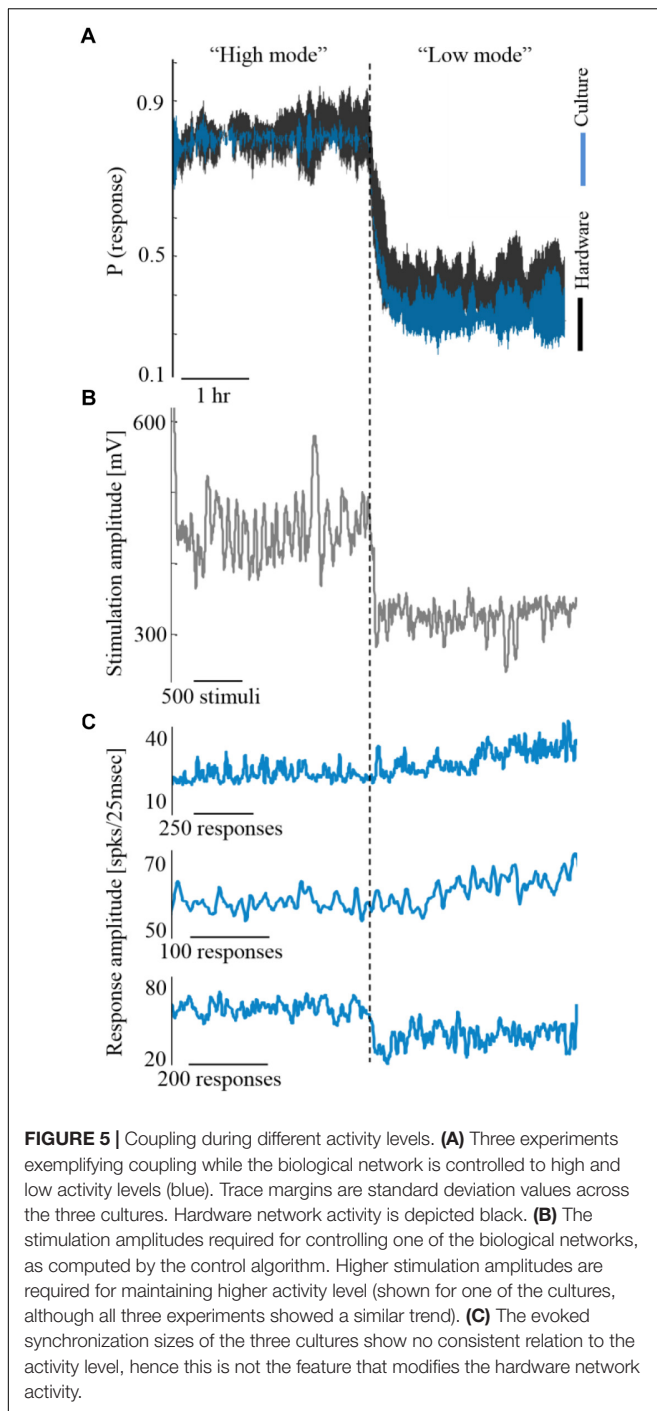 A
“High mode”
“Low mode”
0.9
0.5
0.1
P (response)
Culture
Hardware
1 hr
B
600
300
Stimulation amplitude [mV]
500 stimuli
C
Response amplitude [spks/25msec]
40
10
250 responses
70
50
100 responses
80
20
200 responses
FIGURE 5 | Coupling during different activity levels. (A) Three experiments
exemplifying coupling while the biological network is controlled to high and
low activity levels (blue). Trace margins are standard deviation values across
the three cultures. Hardware network activity is depicted black. (B) The
stimulation amplitudes required for controlling one of the biological networks,
as computed by the control algorithm. Higher stimulation amplitudes are
required for maintaining higher activity level (shown for one of the cultures,
although all three experiments showed a similar trend). (C) The evoked
synchronization sizes of the three cultures show no consistent relation to the
activity level, hence this is not the feature that modifies the hardware network
activity.